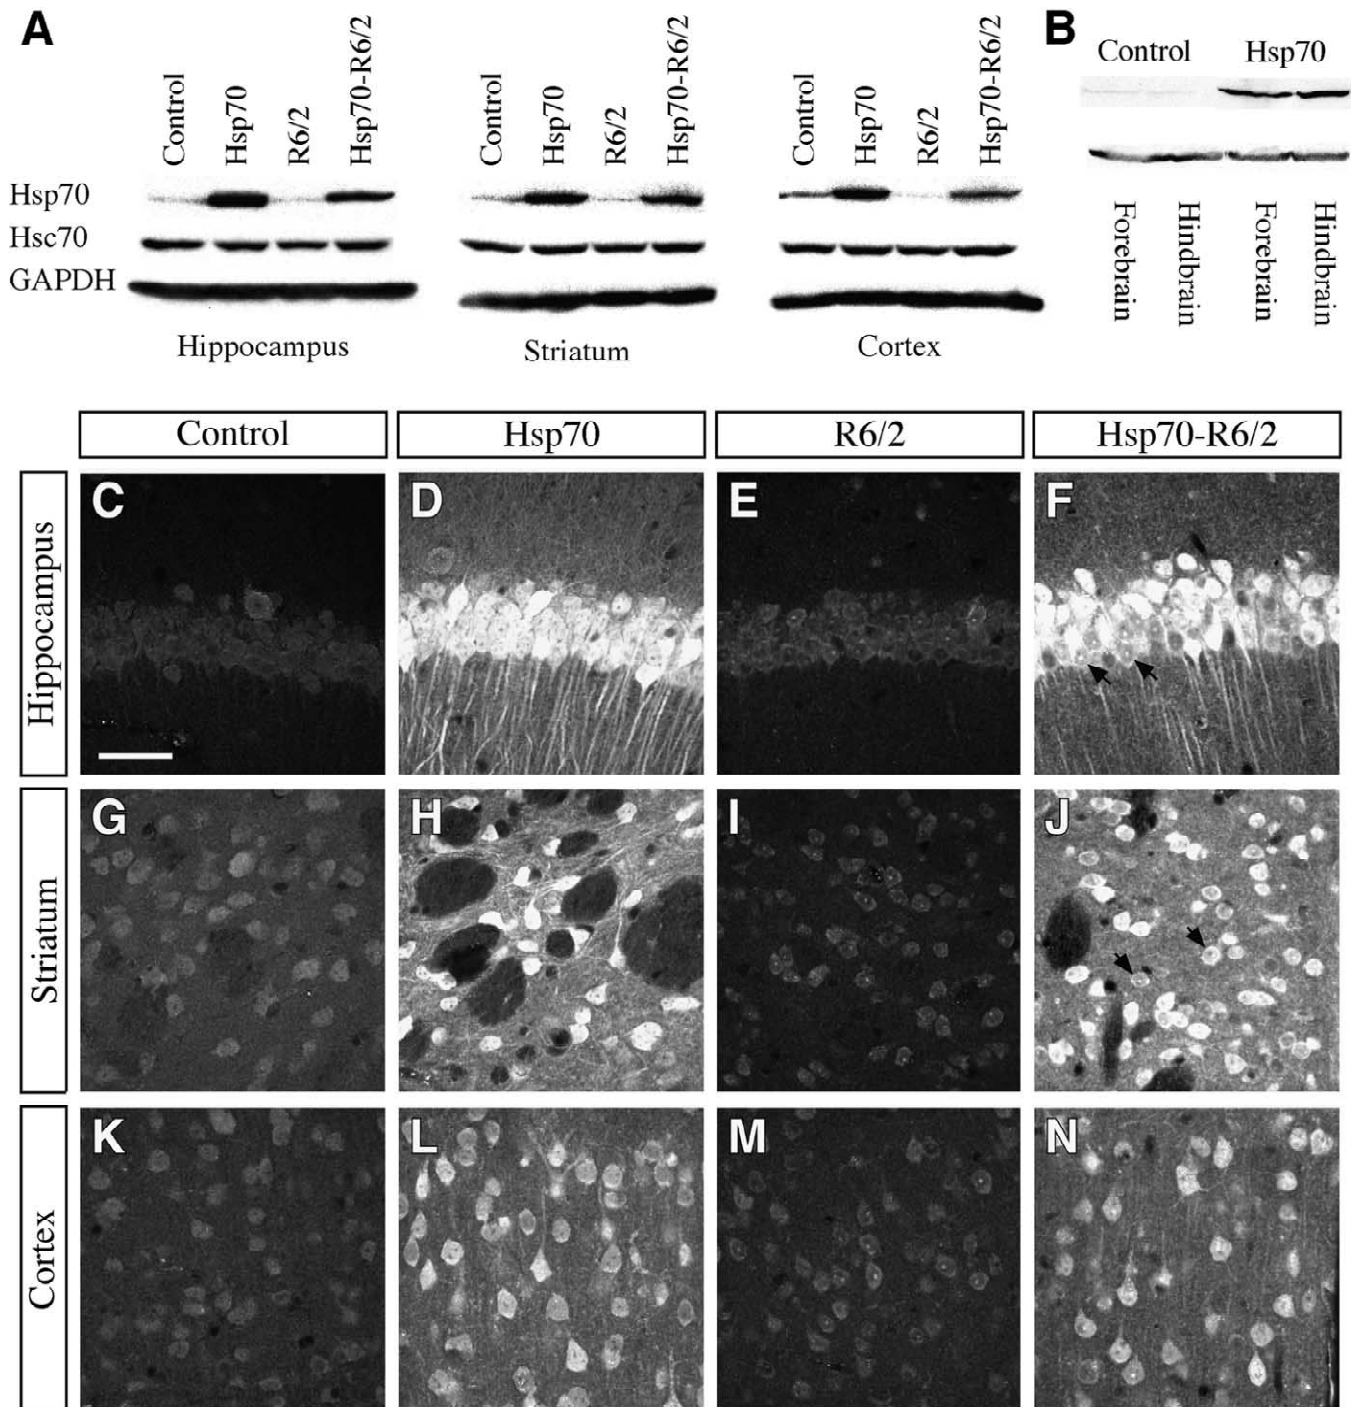 A
Control
Hsp70
R6/2
Hsp70-R6/2
Control
Hsp70
R6/2
Hsp70-R6/2
Control
Hsp70
R6/2
Hsp70-R6/2
Hsp70
Hsc70
GAPDH
Hippocampus
Striatum
Cortex
B
Control
Hsp70
Forebrain
Hindbrain
Forebrain
Hindbrain
Control
Hsp70
R6/2
Hsp70-R6/2
Hippocampus
C
D
E
F
Striatum
G
H
I
J
Cortex
K
L
M
N